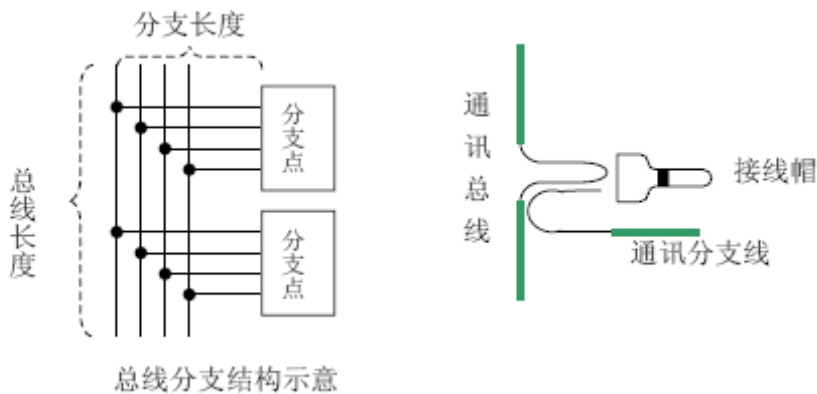 分支长度
总线长度
分支点
分支点
总线分支结构示意
通讯总线
接线帽
通讯分支线